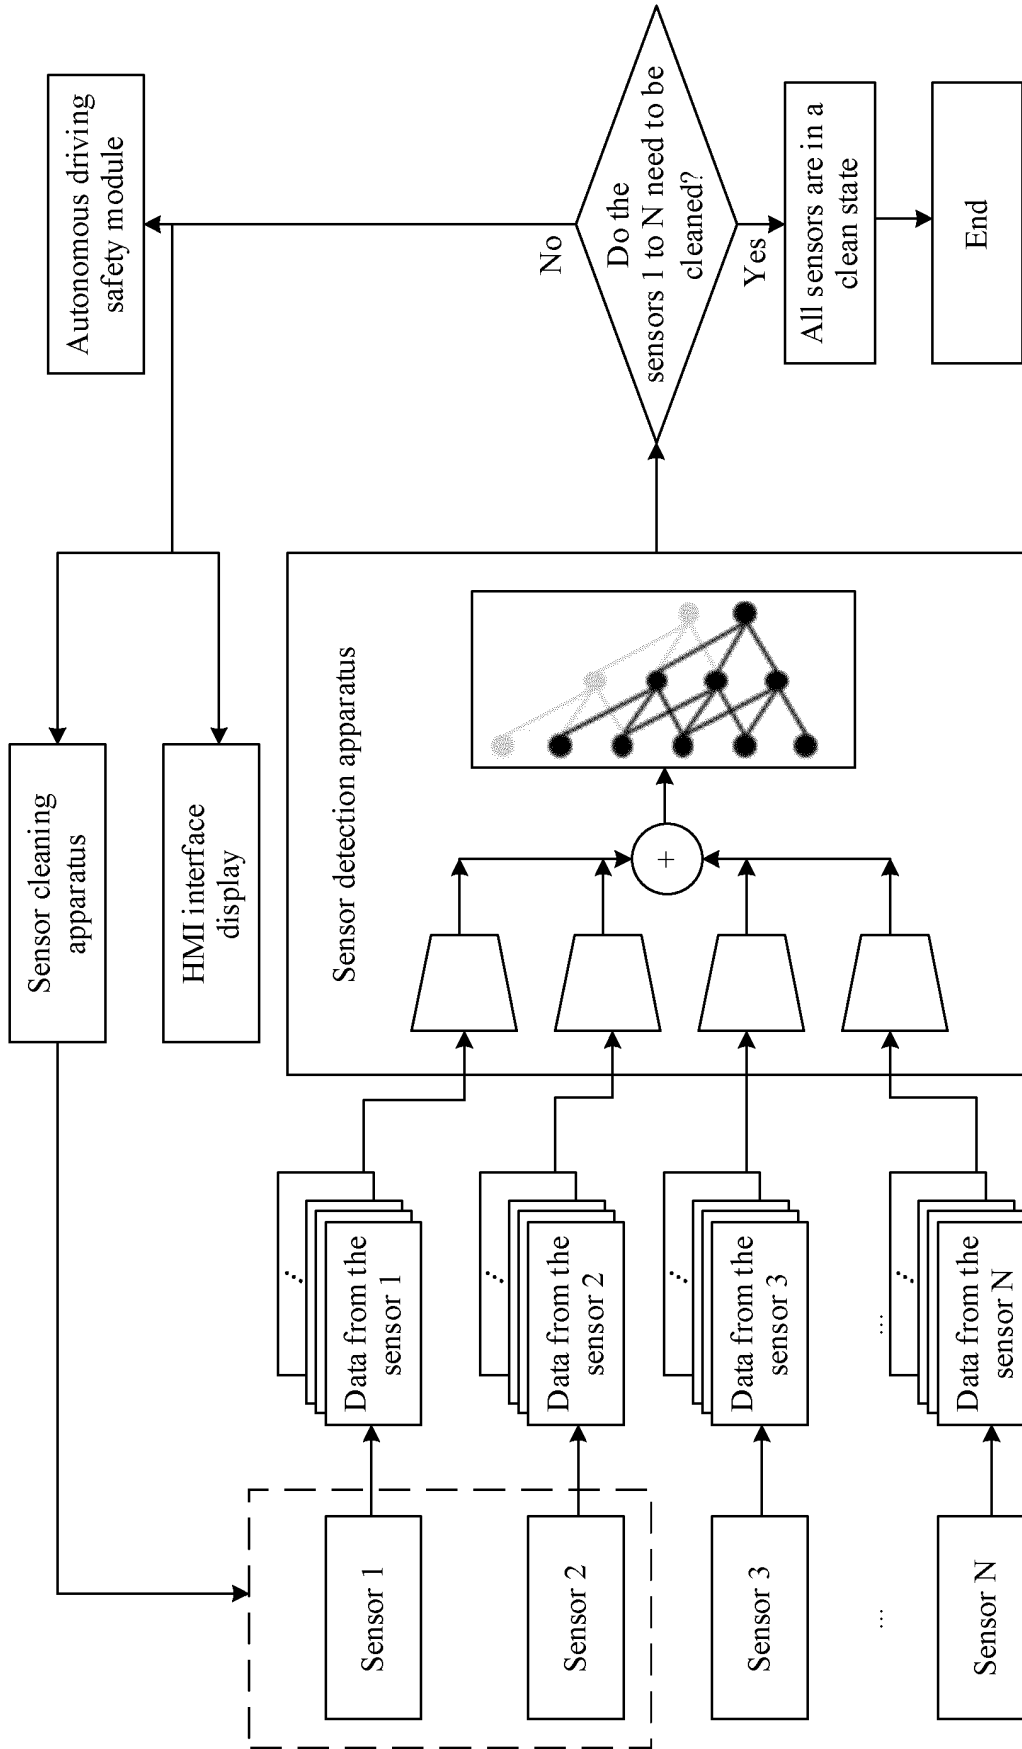 Sensor 1
Sensor 2
Sensor 3
...
Sensor N
Data from the
sensor 1
...
Data from the
sensor 2
...
Data from the
sensor 3
...
...
Data from the
sensor N
...
Sensor cleaning
apparatus
HMI interface
display
Sensor detection apparatus
+
Autonomous driving
safety module
No
Do the
sensors 1 to N need to be
cleaned?
Yes
All sensors are in a
clean state
End